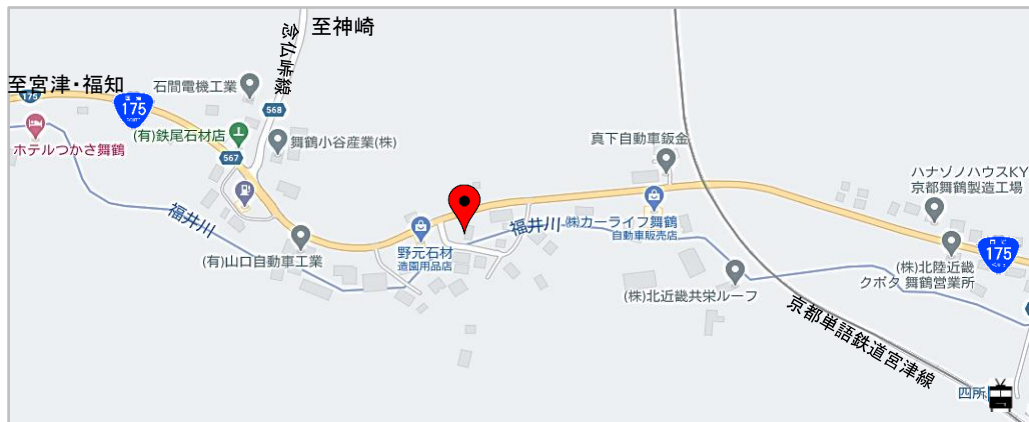 至神崎
念仏峠線
至宮津・福知
石間電機工業
175
175
568
(有)鉄尾石材店
舞鶴小谷産業(株)
567
ホテルつかさ舞鶴
福井川
(有)山口自動車工業
野元石材
造園用品店
福井川
真下自動車鈑金
㈱カーライフ舞鶴
自動車販売店
ハナゾノハウスKY
京都舞鶴製造工場
(株)北近畿共栄ルーフ
(株)北陸近畿
クボタ 舞鶴営業所
175
京都単語鉄道宮津線
四所